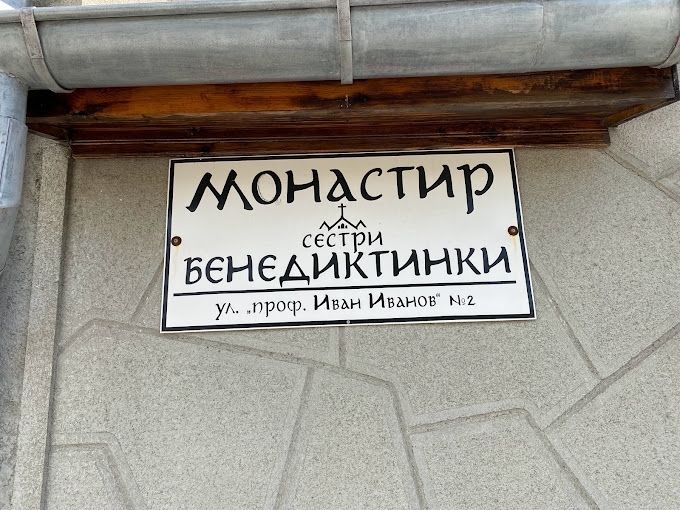 Монастир
сестри
Бенедиктинки
ул. „проф. Иван Иванов“ №2